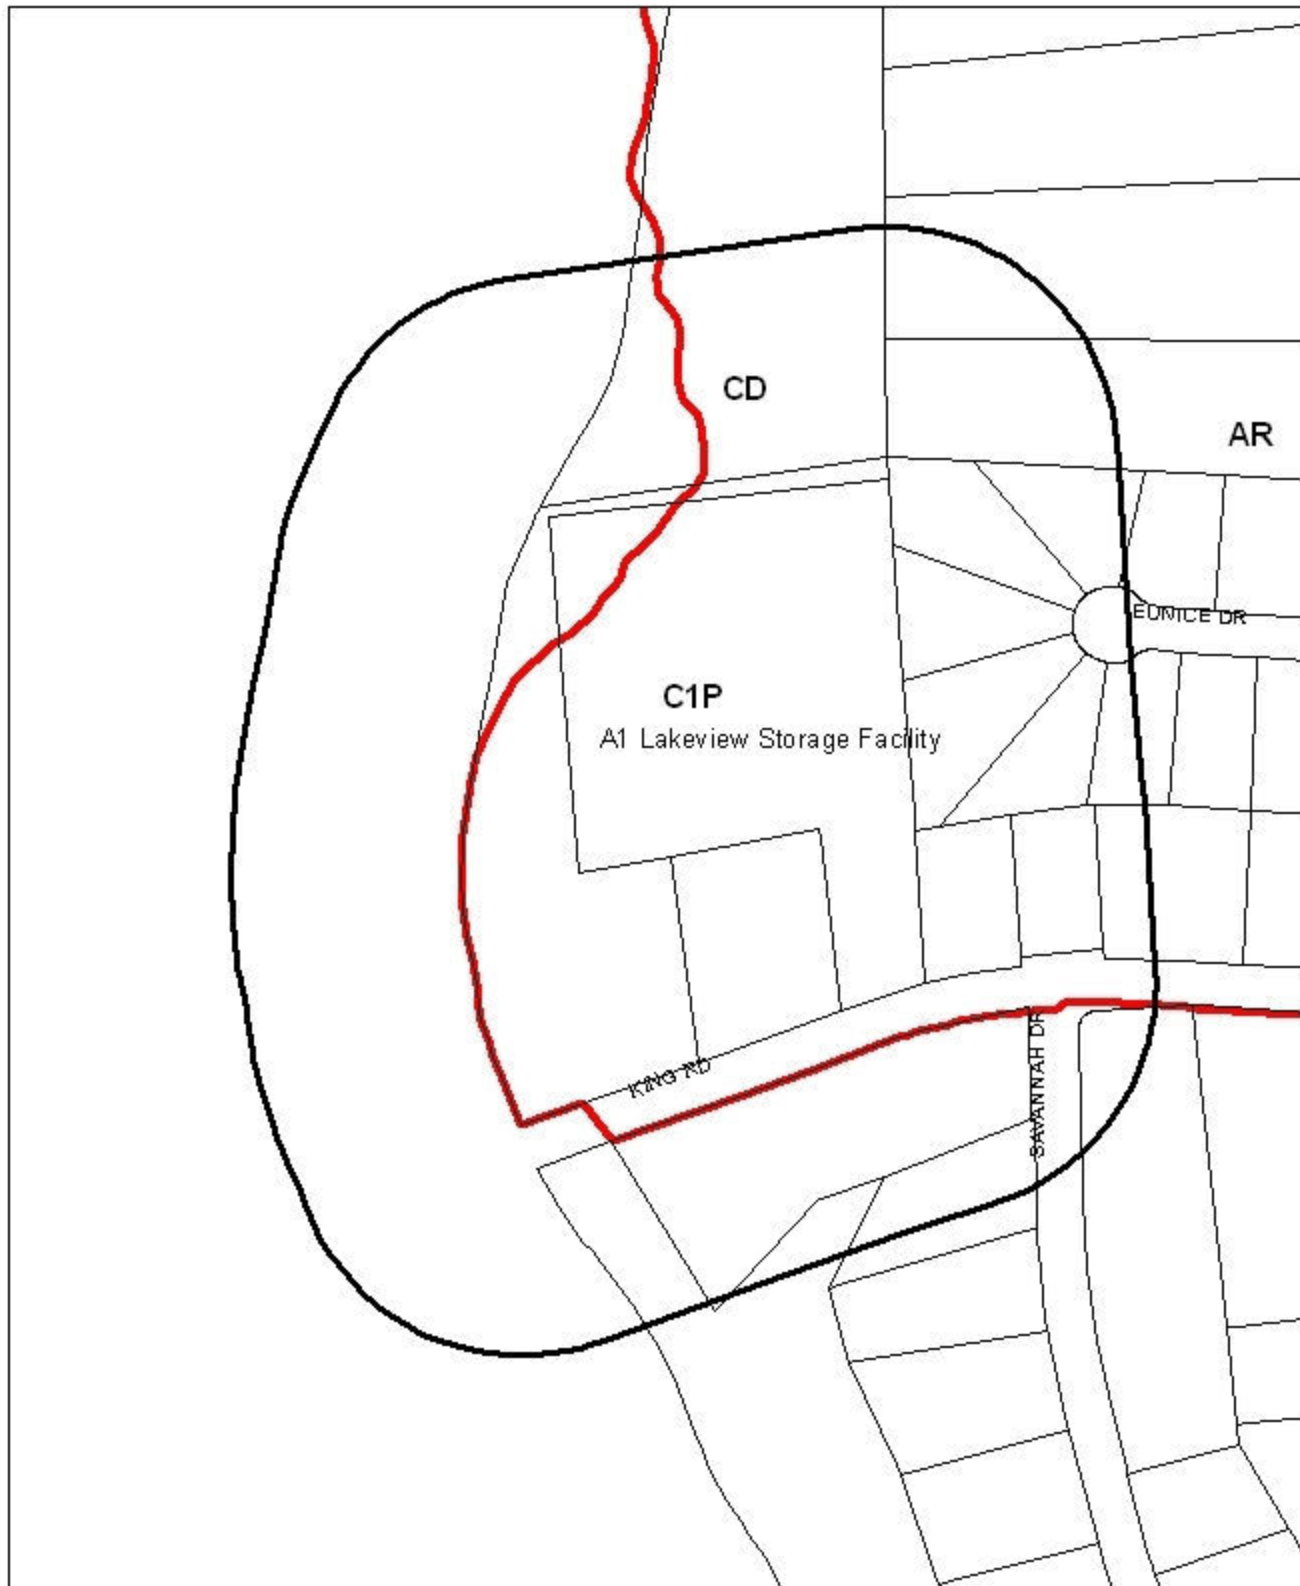 CD
AR
EUNICE DR
C1P
A1 Lakeview Storage Facility
KING RD
SAVANNAH DR